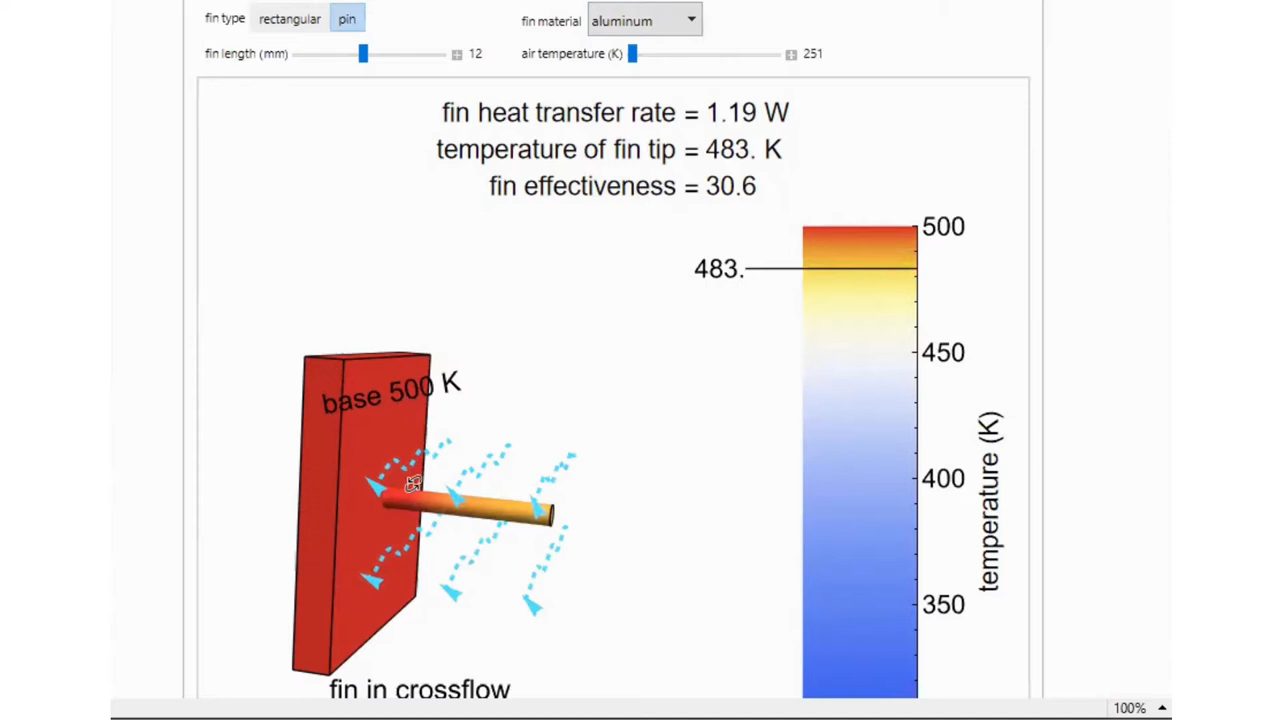 fin type rectangular pin fin material aluminum
fin length (mm) 12 air temperature (K) 251
fin heat transfer rate = 1.19 W
temperature of fin tip = 483. K
fin effectiveness = 30.6
500
483.
450
base 500 K
400
temperature (K)
350
fin in crossflow
100%